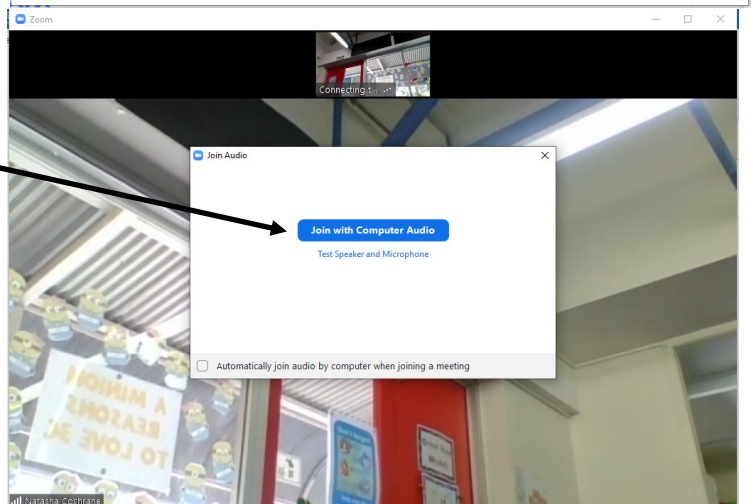 Zoom
Connecting t...
Join Audio
Join with Computer Audio
Test Speaker and Microphone
Automatically join audio by computer when joining a meeting
A MINION
REASONS
TO LOVE 3C
Natasha Cochrane